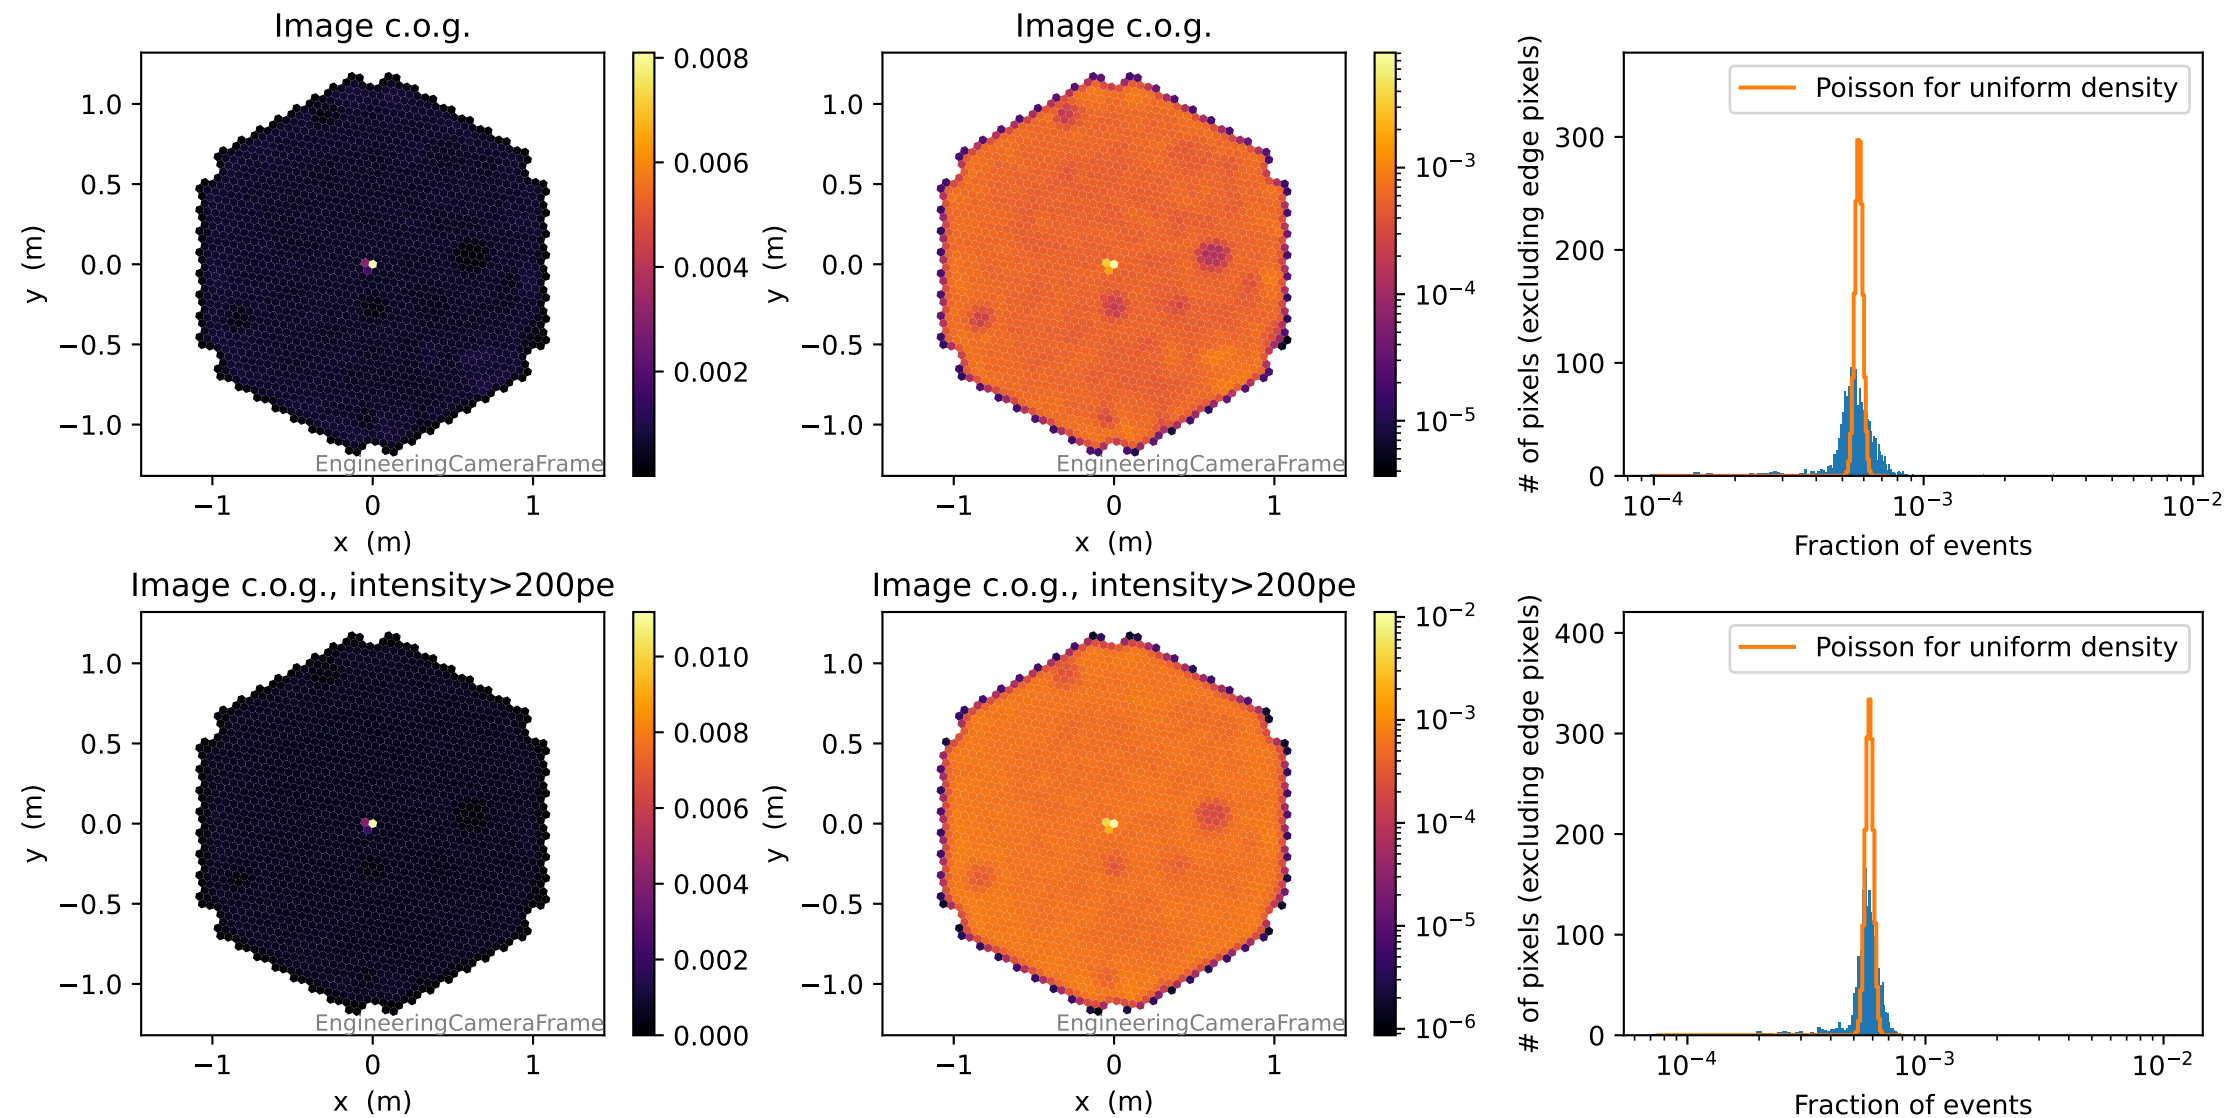 Image c.o.g.
1.0
0.5
0.0
−0.5
−1.0
y (m)
−1
0
1
x (m)
EngineeringCameraFrame
0.008
0.006
0.004
0.002
Image c.o.g.
1.0
0.5
0.0
−0.5
−1.0
y (m)
−1
0
1
x (m)
EngineeringCameraFrame
10⁻³
10⁻⁴
10⁻⁵
# of pixels (excluding edge pixels)
300
200
100
0
Poisson for uniform density
10⁻⁴
10⁻³
10⁻²
Fraction of events
Image c.o.g., intensity>200pe
1.0
0.5
0.0
−0.5
−1.0
y (m)
−1
0
1
x (m)
EngineeringCameraFrame
0.010
0.008
0.006
0.004
0.002
0.000
Image c.o.g., intensity>200pe
1.0
0.5
0.0
−0.5
−1.0
y (m)
−1
0
1
x (m)
EngineeringCameraFrame
10⁻²
10⁻³
10⁻⁴
10⁻⁵
10⁻⁶
# of pixels (excluding edge pixels)
400
300
200
100
0
Poisson for uniform density
10⁻⁴
10⁻³
10⁻²
Fraction of events